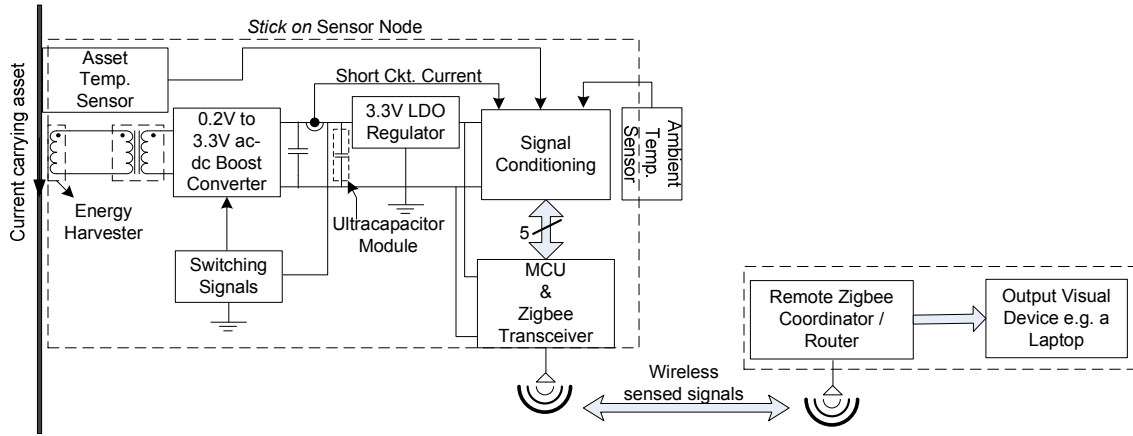 Stick on Sensor Node
Current carrying asset
Asset
Temp.
Sensor
Short Ckt. Current
0.2V to
3.3V ac-
dc Boost
Converter
3.3V LDO
Regulator
Signal
Conditioning
Ambient
Temp.
Sensor
Energy
Harvester
Ultracapacitor
Module
5
Switching
Signals
MCU
&
Zigbee
Transceiver
Remote Zigbee
Coordinator /
Router
Output Visual
Device e.g. a
Laptop
Wireless
sensed signals